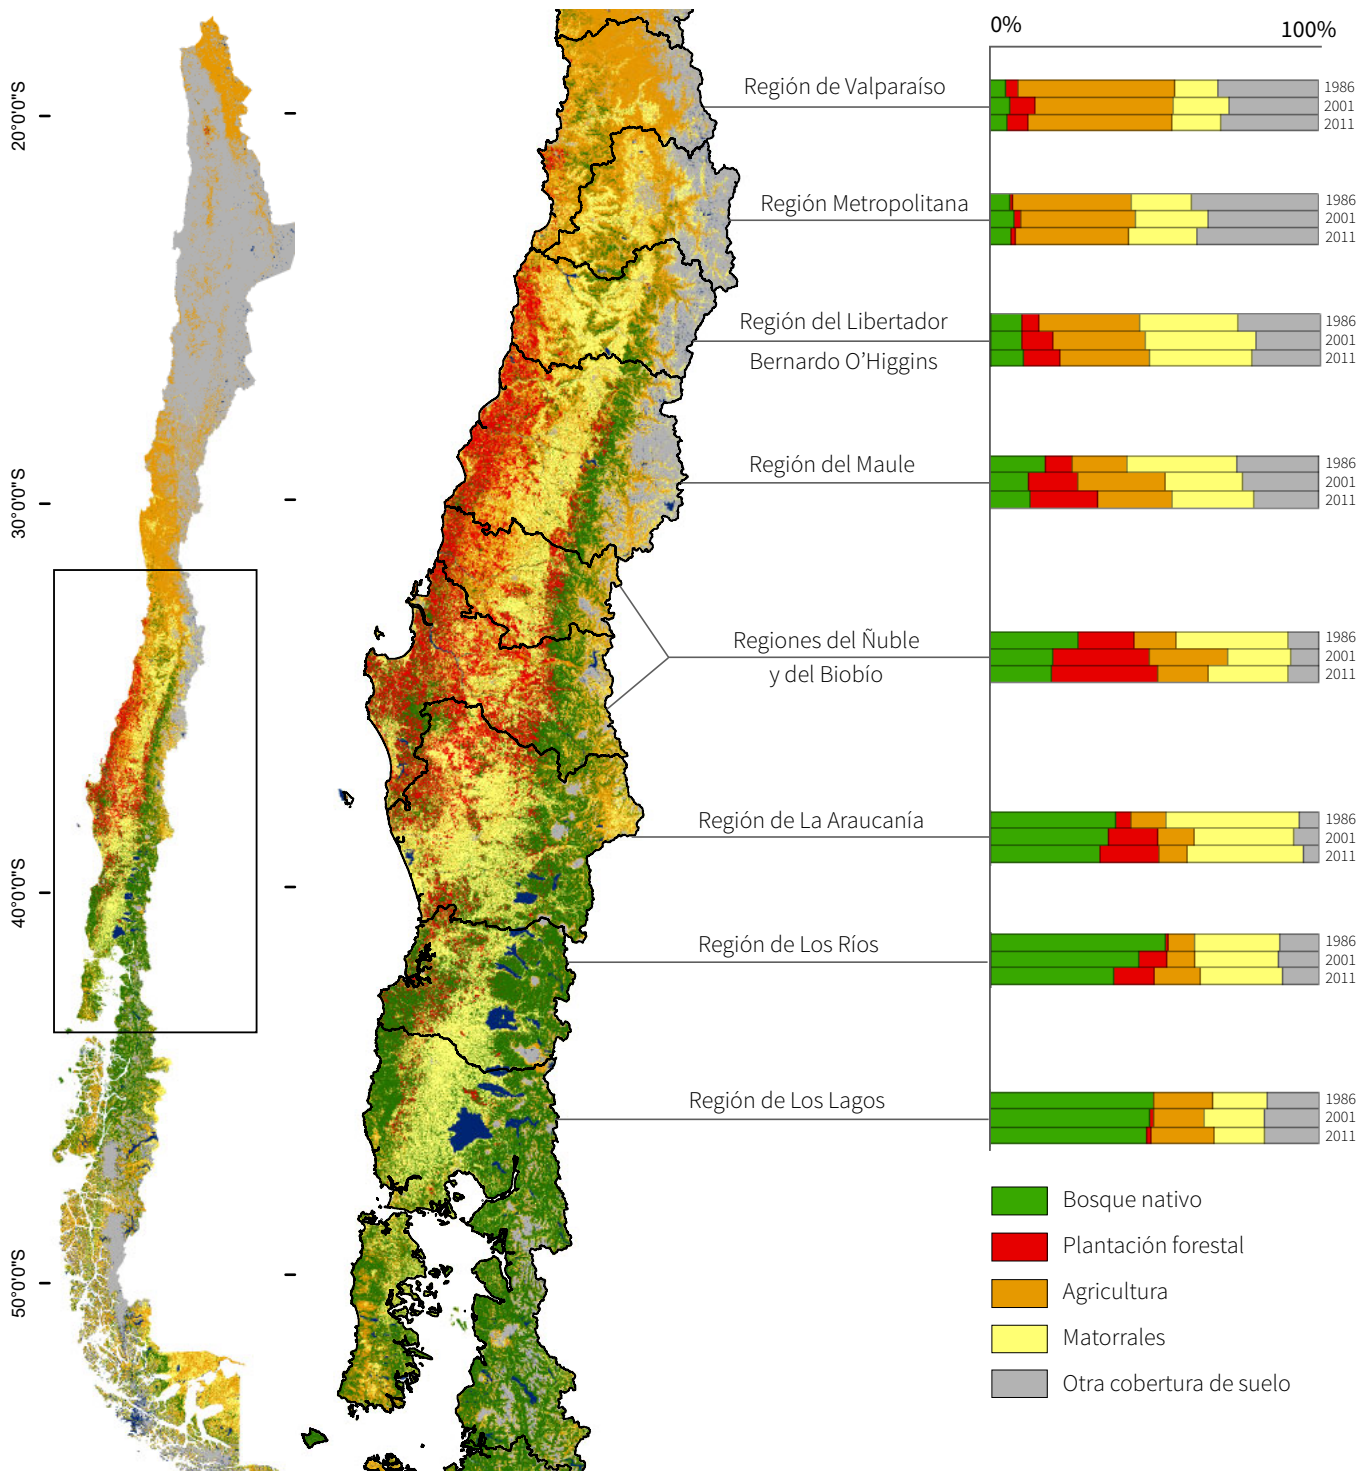 0%
100%
20°0'0"S
30°0'0"S
40°0'0"S
50°0'0"S
Región de Valparaíso
1986
2001
2011
Región Metropolitana
1986
2001
2011
Región del Libertador
Bernardo O’Higgins
1986
2001
2011
Región del Maule
1986
2001
2011
Regiones del Ñuble
y del Biobío
1986
2001
2011
Región de La Araucanía
1986
2001
2011
Región de Los Ríos
1986
2001
2011
Región de Los Lagos
1986
2001
2011
Bosque nativo
Plantación forestal
Agricultura
Matorrales
Otra cobertura de suelo